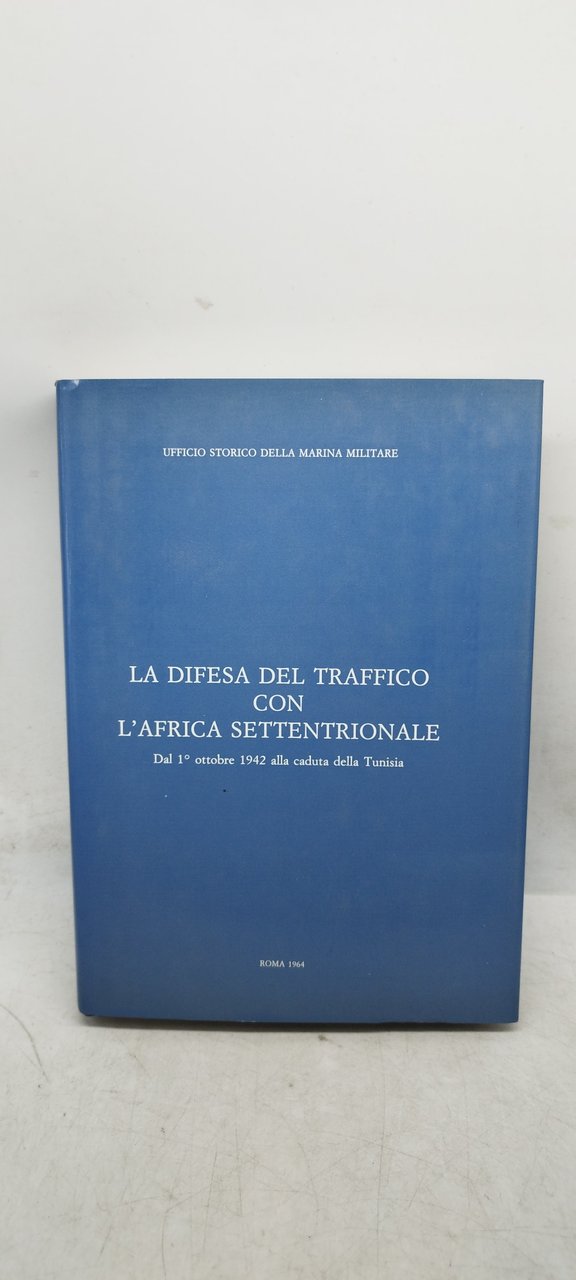 UFFICIO STORICO DELLA MARINA MILITARE
LA DIFESA DEL TRAFFICO
CON
L'AFRICA SETTENTRIONALE
Dal 1° ottobre 1942 alla caduta della Tunisia
ROMA 1964